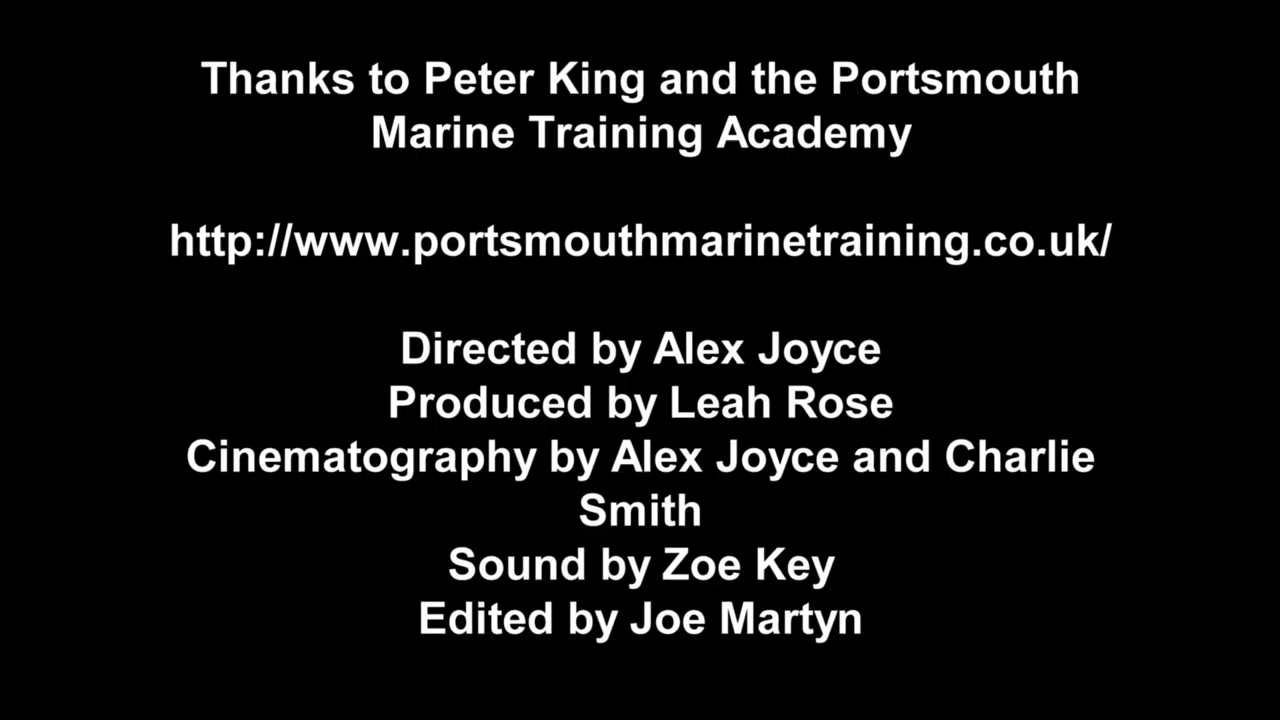 Thanks to Peter King and the Portsmouth
Marine Training Academy
http://www.portsmouthmarinetraining.co.uk/
Directed by Alex Joyce
Produced by Leah Rose
Cinematography by Alex Joyce and Charlie
Smith
Sound by Zoe Key
Edited by Joe Martyn